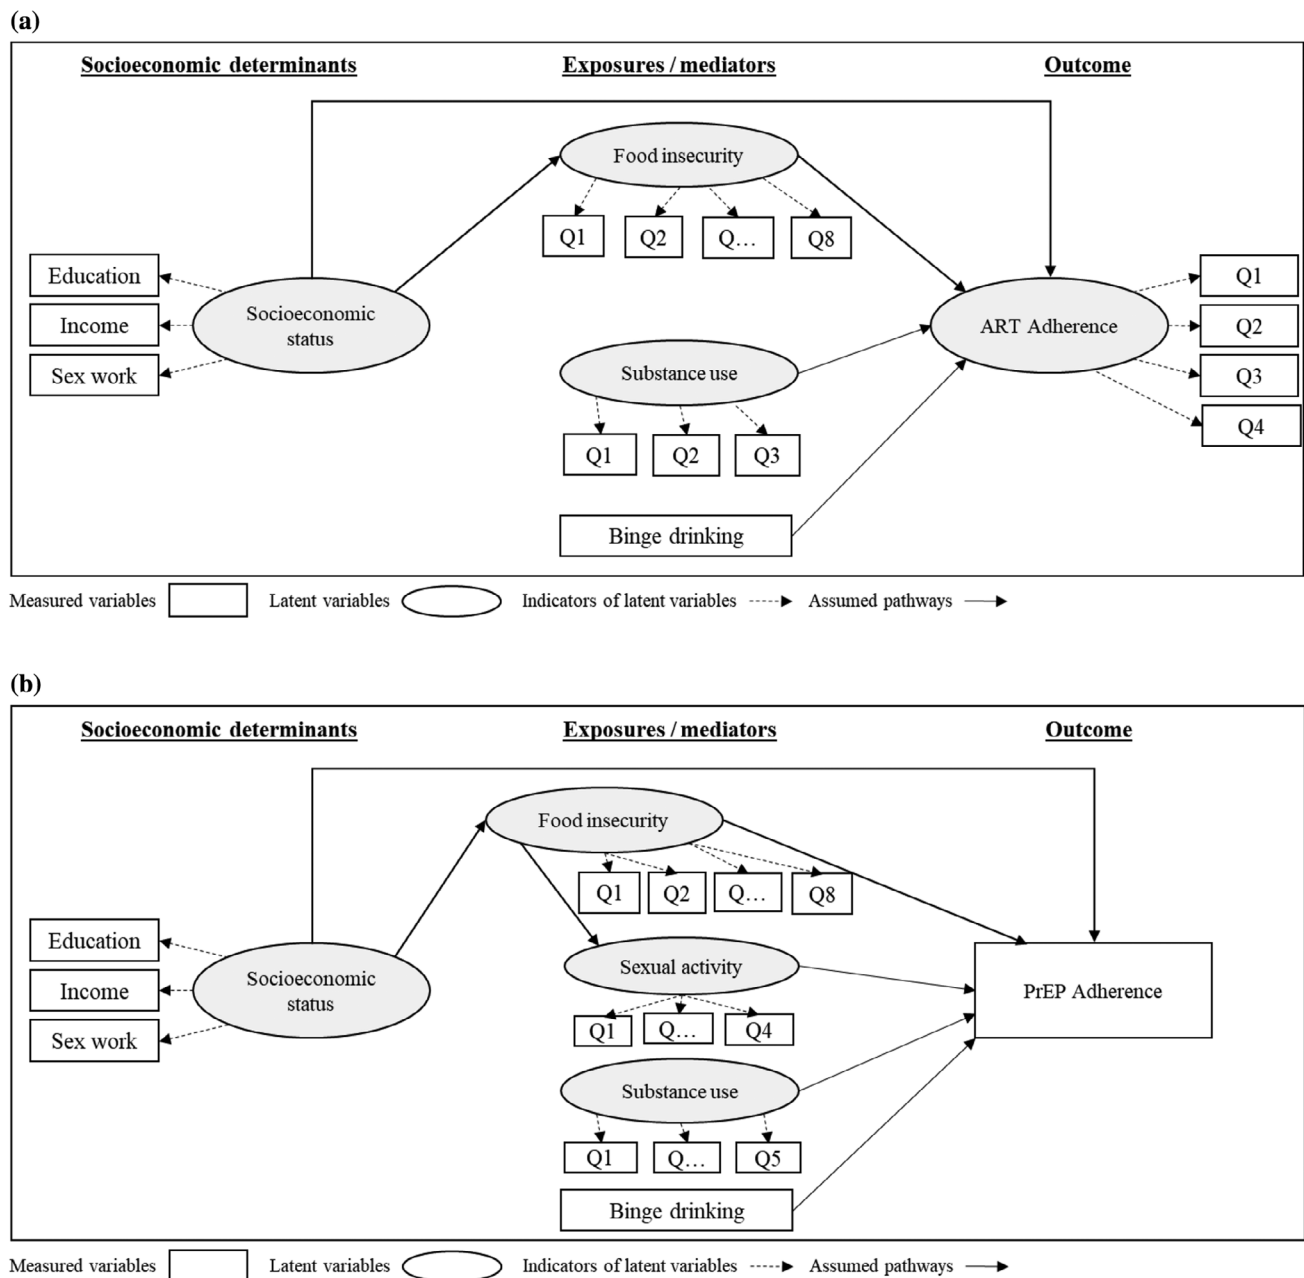 (a)
Socioeconomic determinants Exposures / mediators Outcome
Food insecurity
Q1 Q2 Q… Q8
Education
Income
Sex work
Socioeconomic
status
ART Adherence
Q1
Q2
Q3
Q4
Substance use
Q1 Q2 Q3
Binge drinking
Measured variables Latent variables Indicators of latent variables Assumed pathways
(b)
Socioeconomic determinants Exposures / mediators Outcome
Food insecurity
Q1 Q2 Q… Q8
Education
Income
Sex work
Socioeconomic
status
Sexual activity
Q1 Q… Q4
PrEP Adherence
Substance use
Q1 Q… Q5
Binge drinking
Measured variables Latent variables Indicators of latent variables Assumed pathways